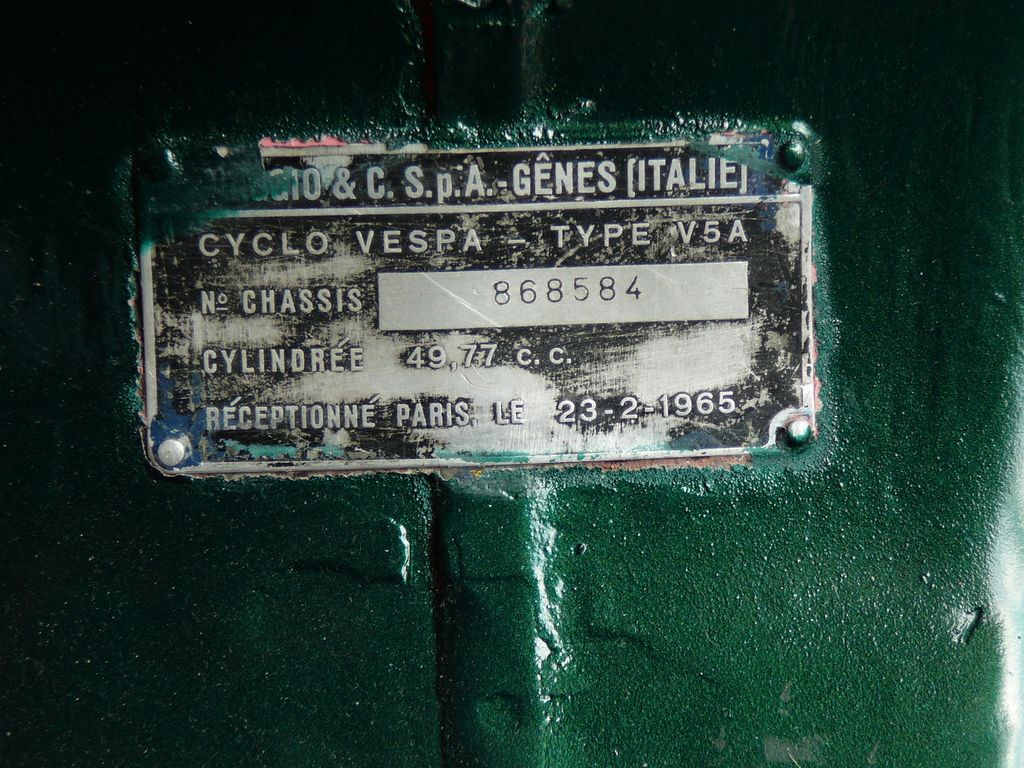 & C. S.p.A.-GÊNES (ITALIE)
CYCLO VESPA - TYPE V5A
Nº CHASSIS 868584
CYLINDRÉE 49,77 c.c.
RÉCEPTIONNÉ PARIS, LE 23-2-1965